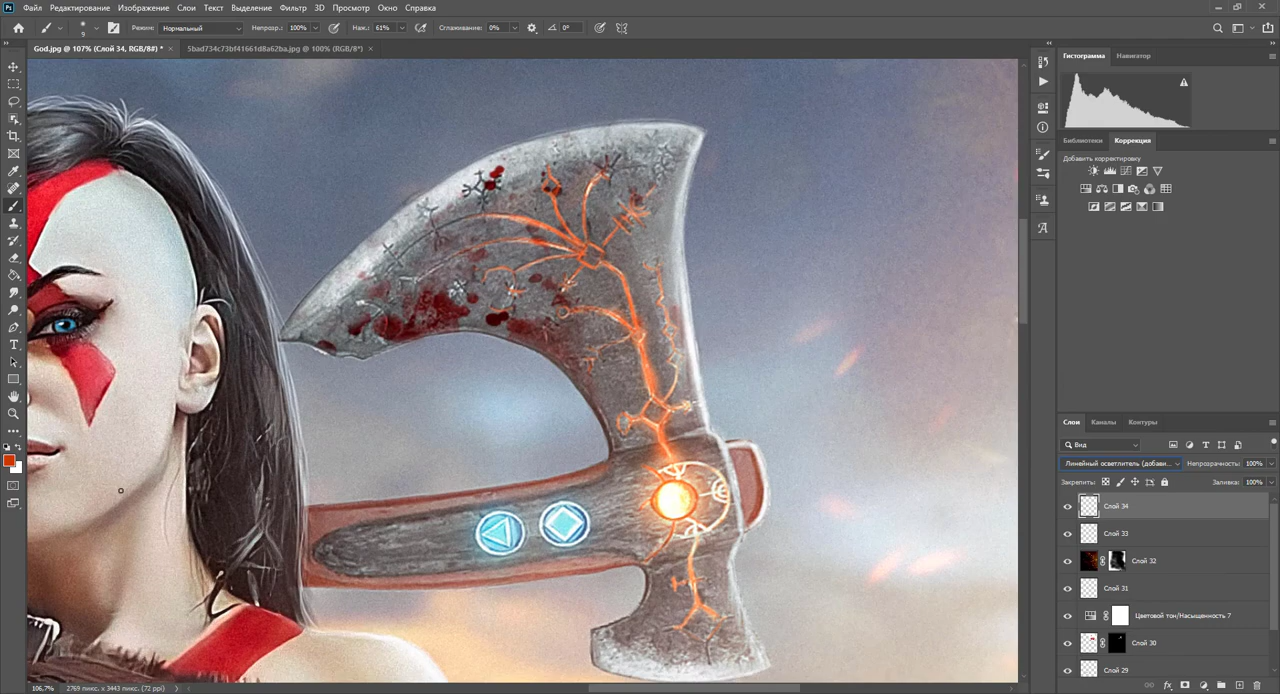 Ps Файл Редактирование Изображение Слои Текст Выделение Фильтр 3D Просмотр Окно Справка
9 Режим: Нормальный Непрозр.: 100% Наж.: 61% Сглаживание: 0% 0°
God.jpg @ 107% (Слой 34, RGB/8#) * × 5bad734c73bf41661d8a62ba.jpg @ 100% (RGB/8*) ×
Гистограмма Навигатор
Библиотеки Коррекция
Добавить корректировку
Слои Каналы Контуры
Вид
Линейный осветлитель (добави... Непрозрачность: 100%
Закрепить: Заливка: 100%
Слой 34
Слой 33
Слой 32
Слой 31
Цветовой тон/Насыщенность 7
Слой 30
Слой 29
106,7% 2769 пикс. x 3443 пикс. (72 ppi)